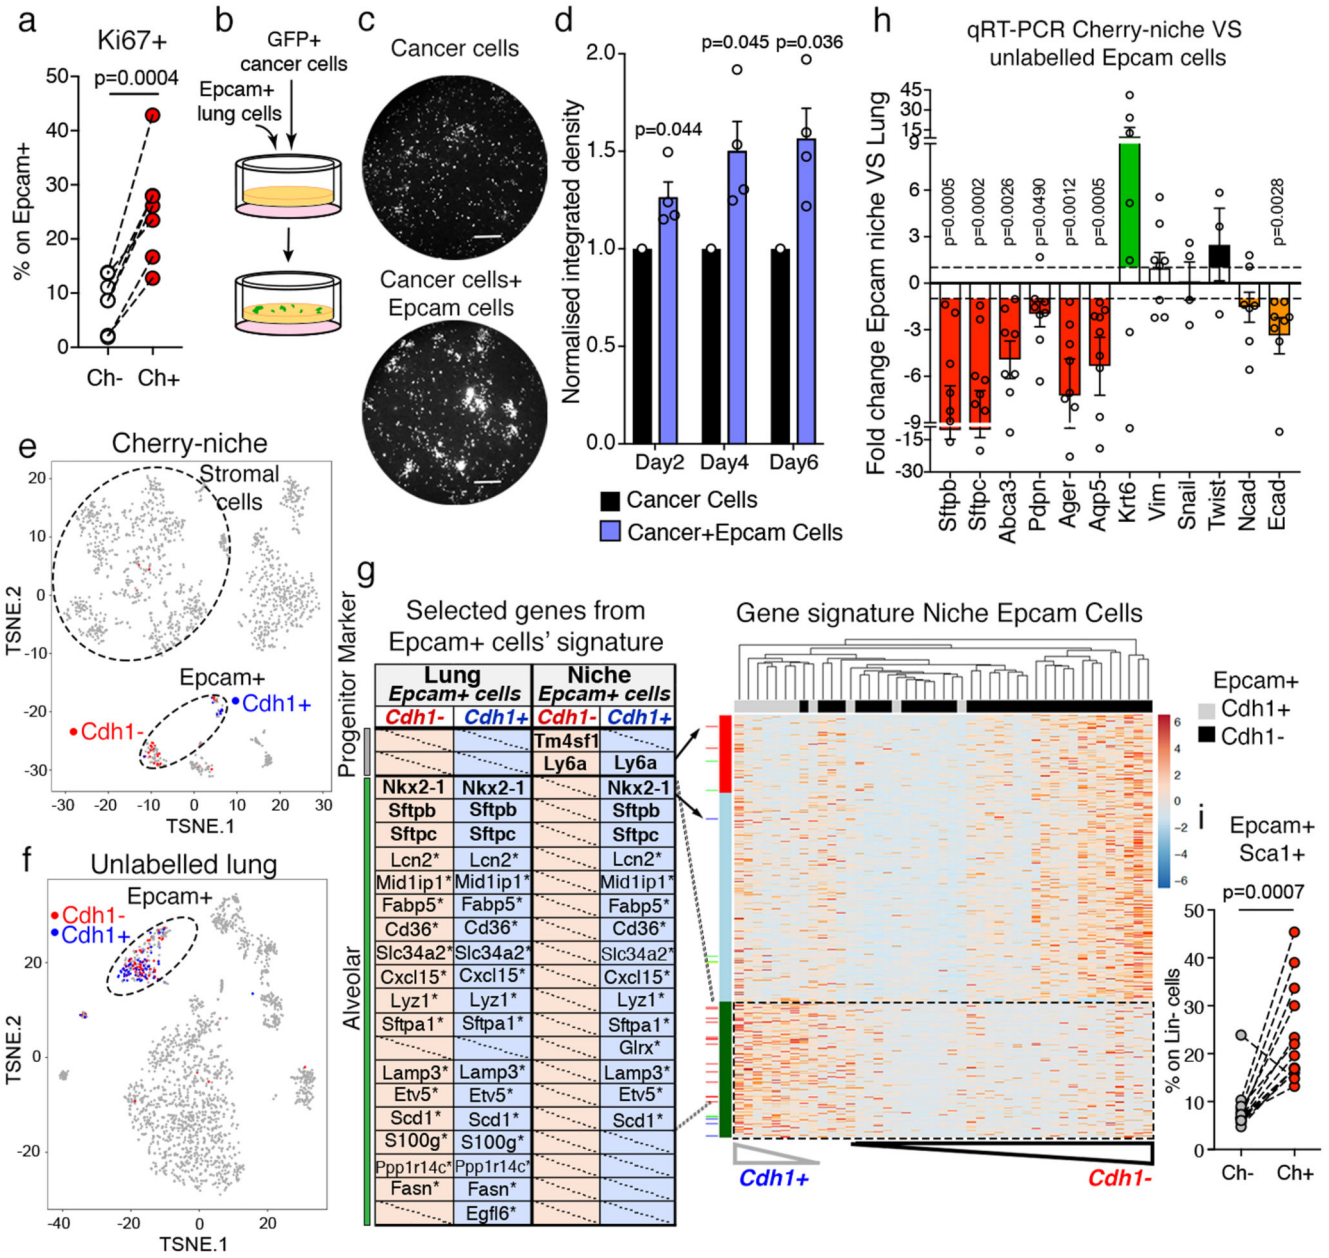 a
Ki67+
p=0.0004
% on Epcam+
50
40
30
20
10
0
Ch- Ch+
b
GFP+
cancer cells
Epcam+
lung cells
c
Cancer cells
Cancer cells+
Epcam cells
d
p=0.044
p=0.045
p=0.036
Normalised integrated density
2.0
1.5
1.0
0.5
0.0
Day2 Day4 Day6
Cancer Cells
Cancer+Epcam Cells
h
qRT-PCR Cherry-niche VS
unlabelled Epcam cells
Fold change Epcam niche VS Lung
45
30
15
9
6
3
0
-3
-6
-9
-15
-30
p=0.0005
p=0.0002
p=0.0026
p=0.0490
p=0.0012
p=0.0005
p=0.0028
Sftpb
Sftpc
Abca3
Pdpn
Ager
Aqp5
Krt6
Vim
Snail
Twist
Ncad
Ecad
e
Cherry-niche
Stromal
cells
Epcam+
Cdh1+
Cdh1-
TSNE.2
20
10
0
-10
-20
-30
-30 -20 -10 0 10 20 30
TSNE.1
f
Unlabelled lung
Epcam+
Cdh1-
Cdh1+
TSNE.2
20
0
-20
-40 -20 0 20
TSNE.1
g
Selected genes from
Epcam+ cells' signature
Progenitor Marker
Alveolar
Lung Niche
Epcam+ cells Epcam+ cells
Cdh1- Cdh1+ Cdh1- Cdh1+
Tm4sf1
Ly6a Ly6a
Nkx2-1 Nkx2-1 Nkx2-1
Sftpb Sftpb Sftpb
Sftpc Sftpc Sftpc
Lcn2* Lcn2* Lcn2*
Mid1ip1* Mid1ip1* Mid1ip1*
Fabp5* Fabp5* Fabp5*
Cd36* Cd36* Cd36*
Slc34a2* Slc34a2* Slc34a2*
Cxcl15* Cxcl15* Cxcl15*
Lyz1* Lyz1* Lyz1*
Sftpa1* Sftpa1* Sftpa1*
Glrx*
Lamp3* Lamp3* Lamp3*
Etv5* Etv5* Etv5*
Scd1* Scd1* Scd1*
S100g* S100g*
Ppp1r14c* Ppp1r14c*
Fasn* Fasn*
Egfl6*
Gene signature Niche Epcam Cells
Epcam+
Cdh1+
Cdh1-
6
4
2
0
−2
−4
−6
Cdh1+ Cdh1-
i
Epcam+
Sca1+
p=0.0007
% on Lin- cells
50
40
30
20
10
0
Ch- Ch+